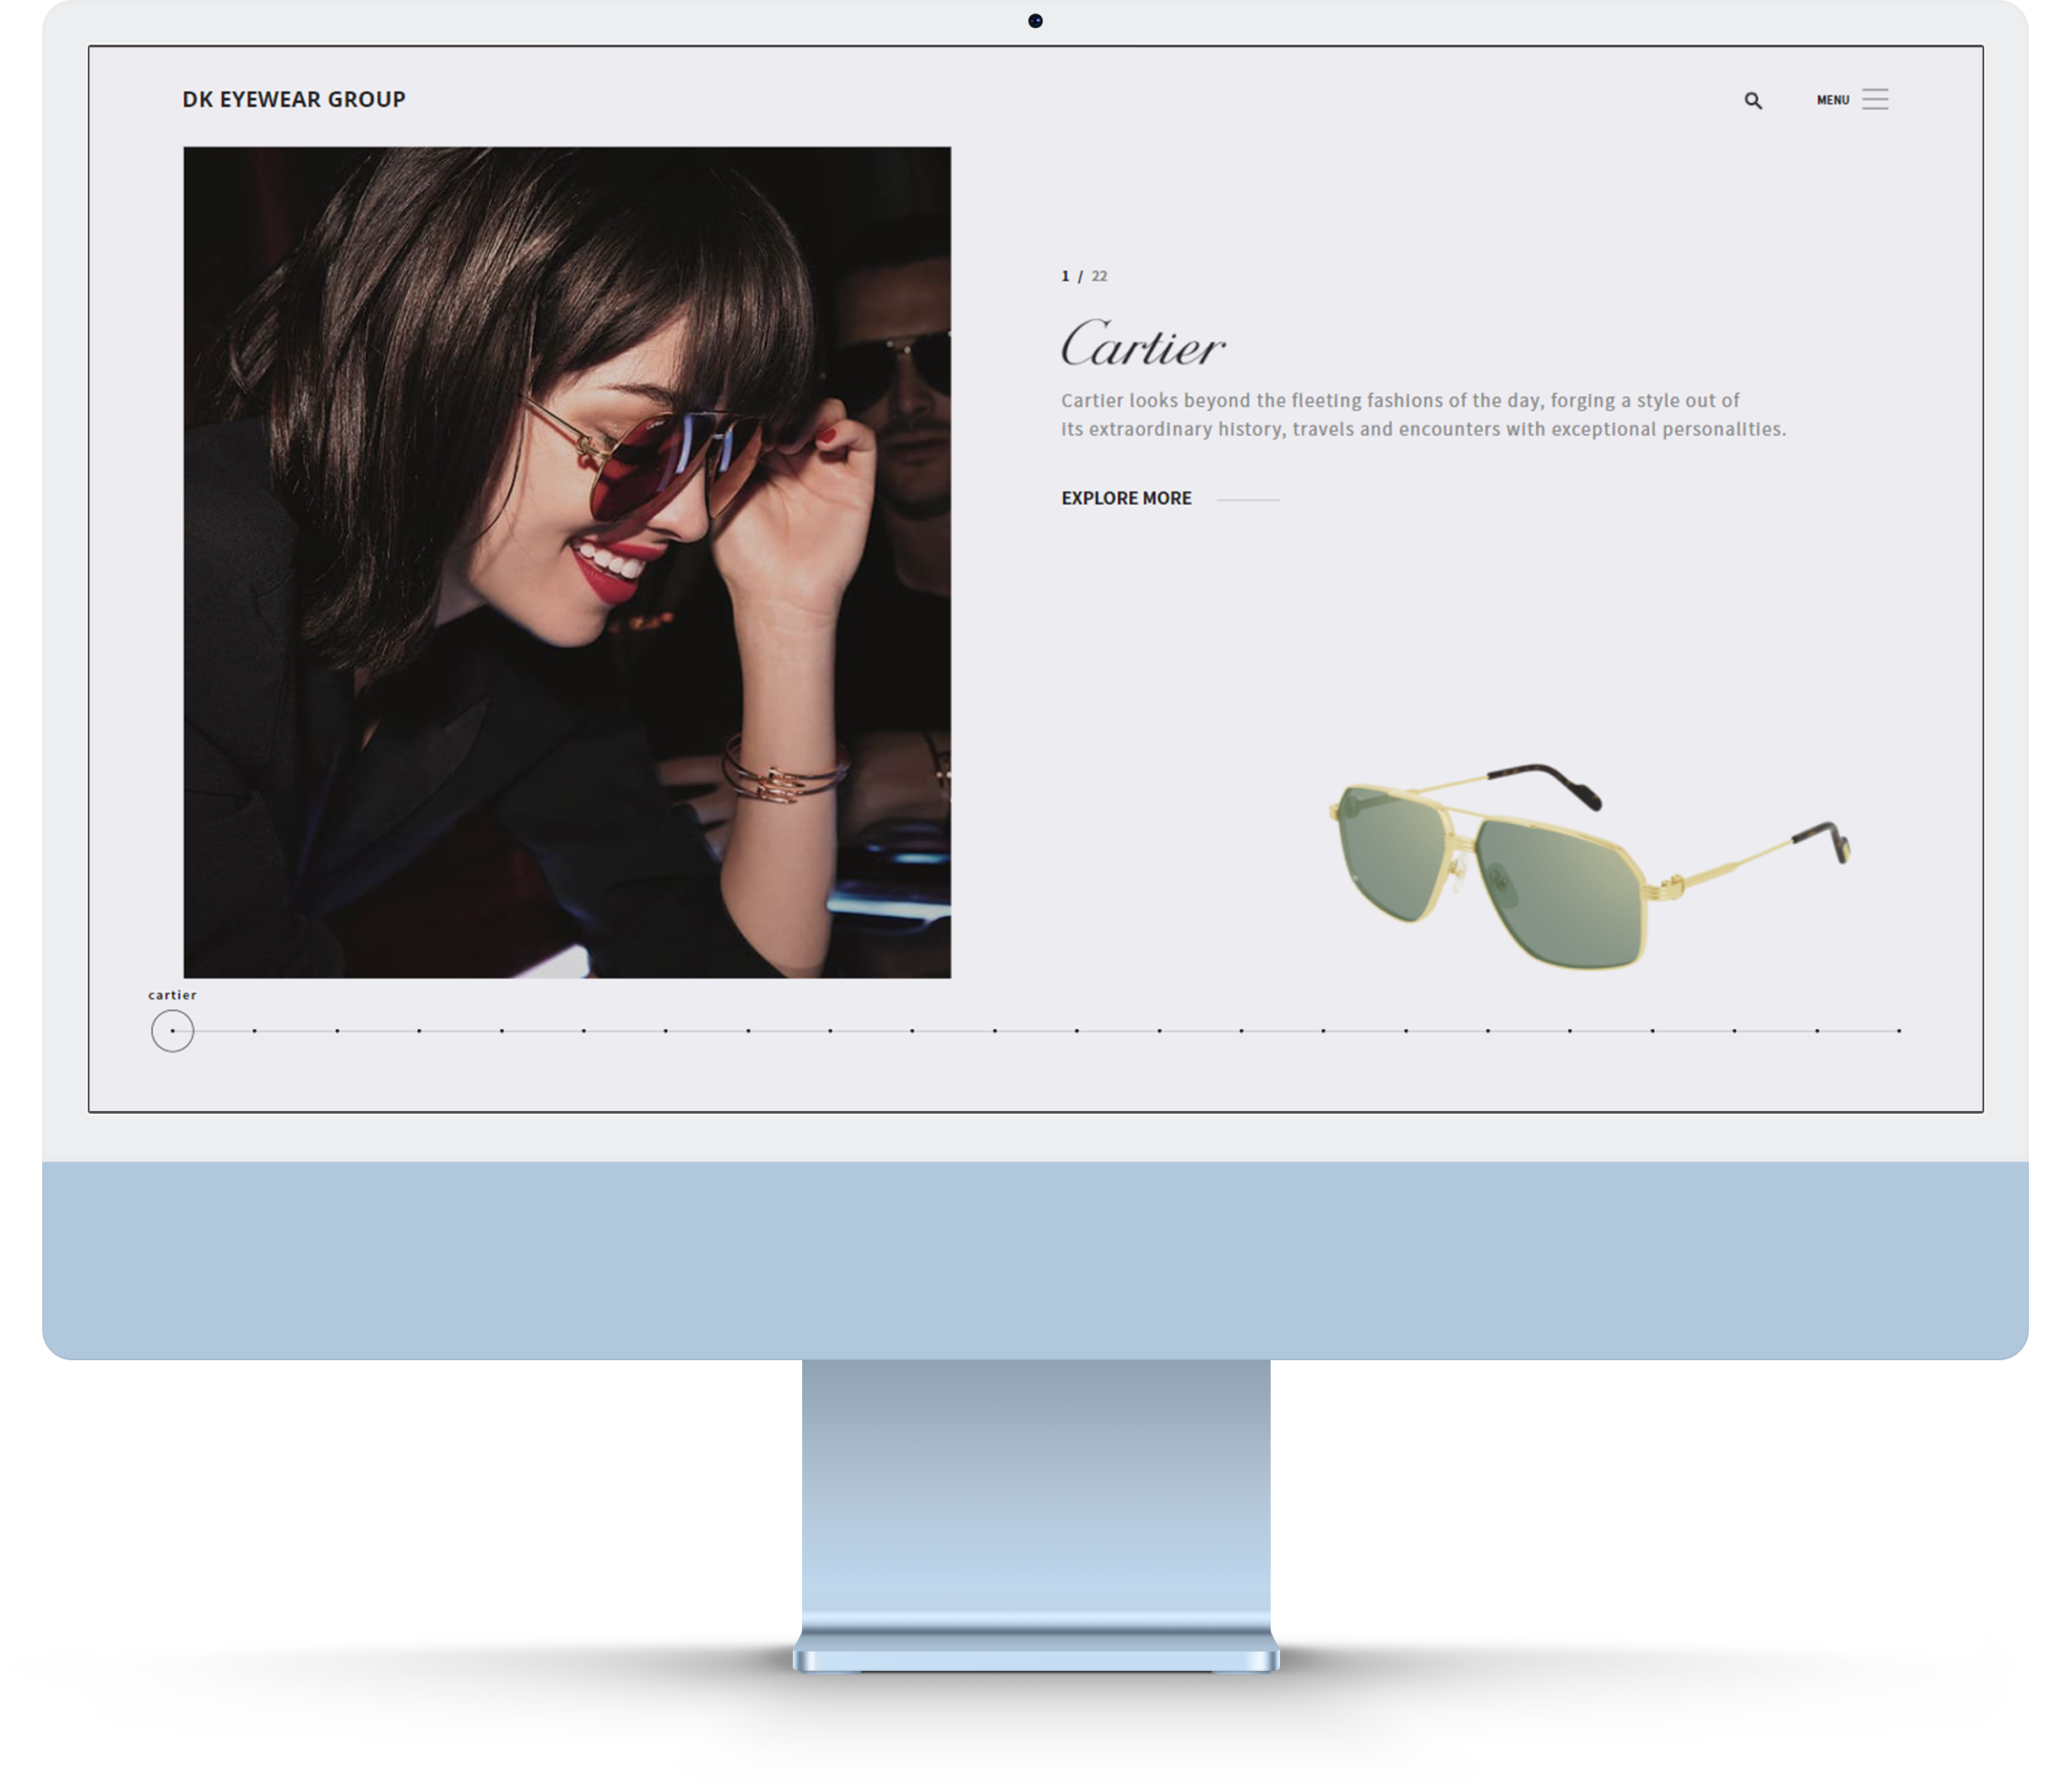 DK EYEWEAR GROUP
MENU
1 / 22
Cartier
Cartier looks beyond the fleeting fashions of the day, forging a style out of
its extraordinary history, travels and encounters with exceptional personalities.
EXPLORE MORE
cartier